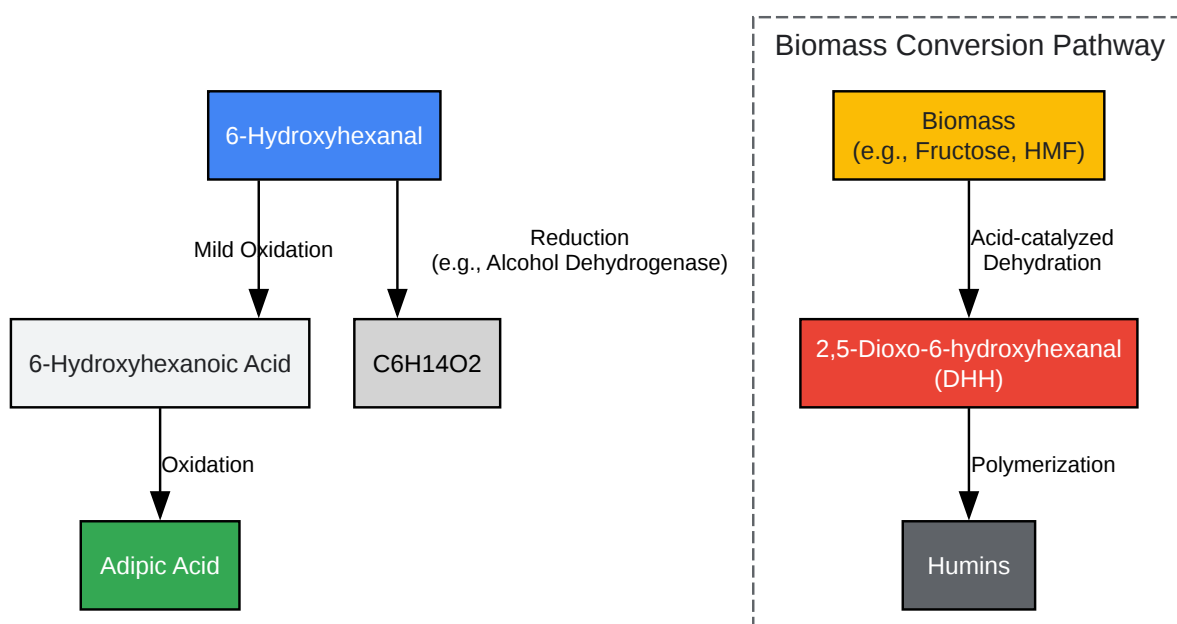 Biomass Conversion Pathway
6-Hydroxyhexanal
Biomass
(e.g., Fructose, HMF)
Mild Oxidation
Reduction
(e.g., Alcohol Dehydrogenase)
Acid-catalyzed
Dehydration
6-Hydroxyhexanoic Acid
C6H14O2
2,5-Dioxo-6-hydroxyhexanal
(DHH)
Oxidation
Polymerization
Adipic Acid
Humins